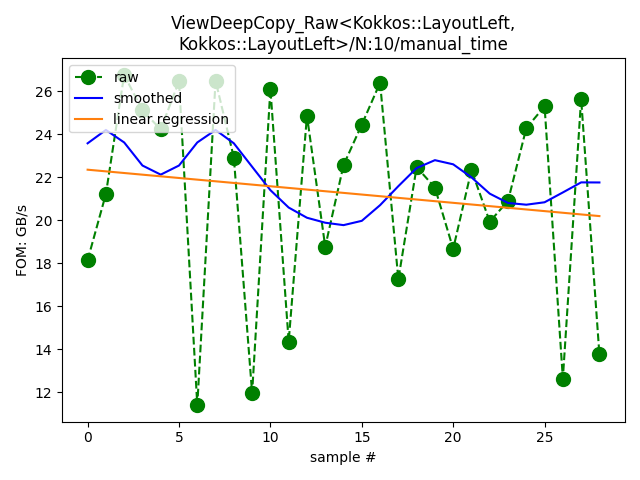 ViewDeepCopy_Raw<Kokkos::LayoutLeft,
Kokkos::LayoutLeft>/N:10/manual_time
raw
smoothed
linear regression
26
24
22
20
18
16
14
12
FOM: GB/s
0 5 10 15 20 25
sample #